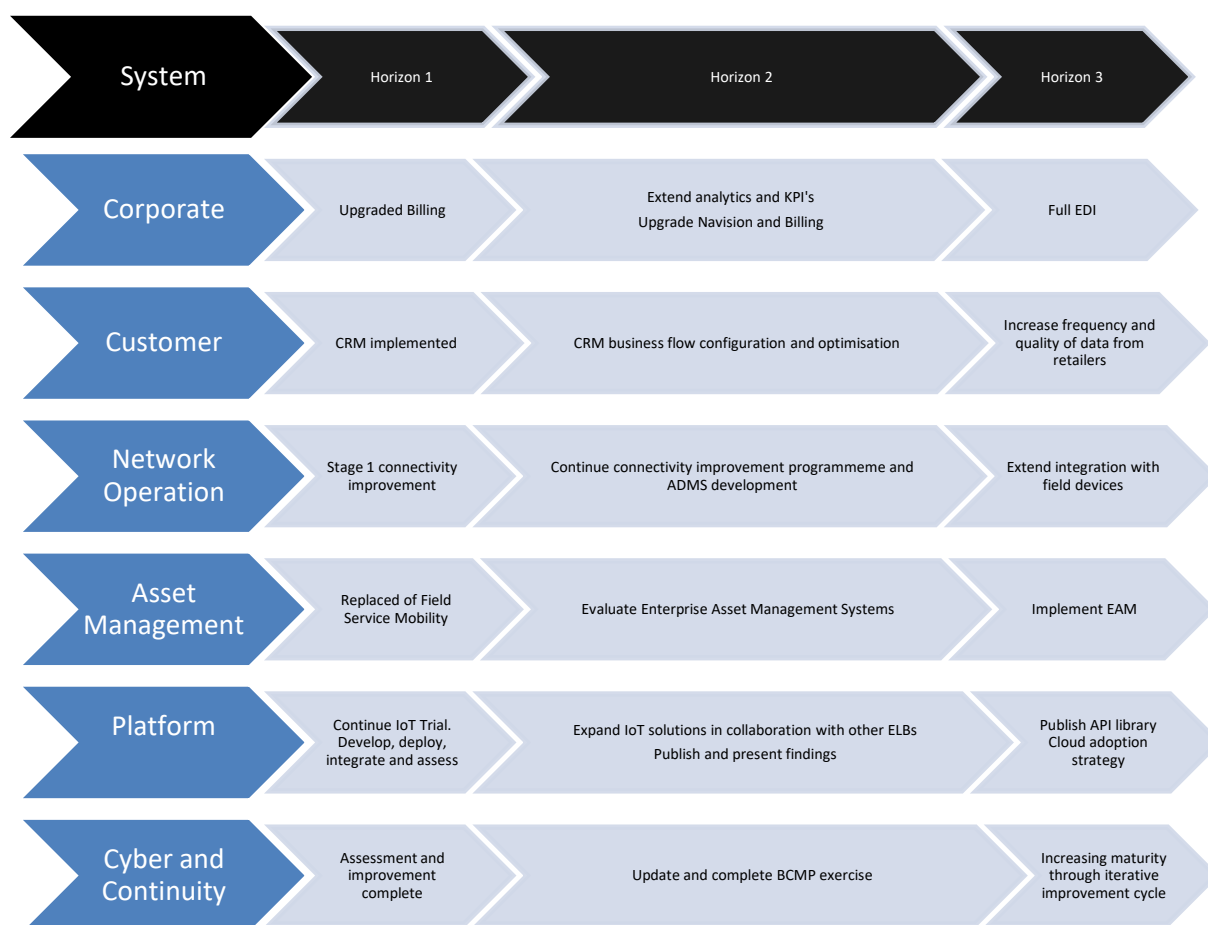 System
Horizon 1
Horizon 2
Horizon 3
Corporate
Upgraded Billing
Extend analytics and KPI's
Upgrade Navision and Billing
Full EDI
Customer
CRM implemented
CRM business flow configuration and optimisation
Increase frequency and
quality of data from
retailers
Network
Operation
Stage 1 connectivity
improvement
Continue connectivity improvement programmeme and
ADMS development
Extend integration with
field devices
Asset
Management
Replaced of Field
Service Mobility
Evaluate Enterprise Asset Management Systems
Implement EAM
Platform
Continue IoT Trial.
Develop, deploy,
integrate and assess
Expand IoT solutions in collaboration with other ELBs
Publish and present findings
Publish API library
Cloud adoption
strategy
Cyber and
Continuity
Assessment and
improvement
complete
Update and complete BCMP exercise
Increasing maturity
through iterative
improvement cycle